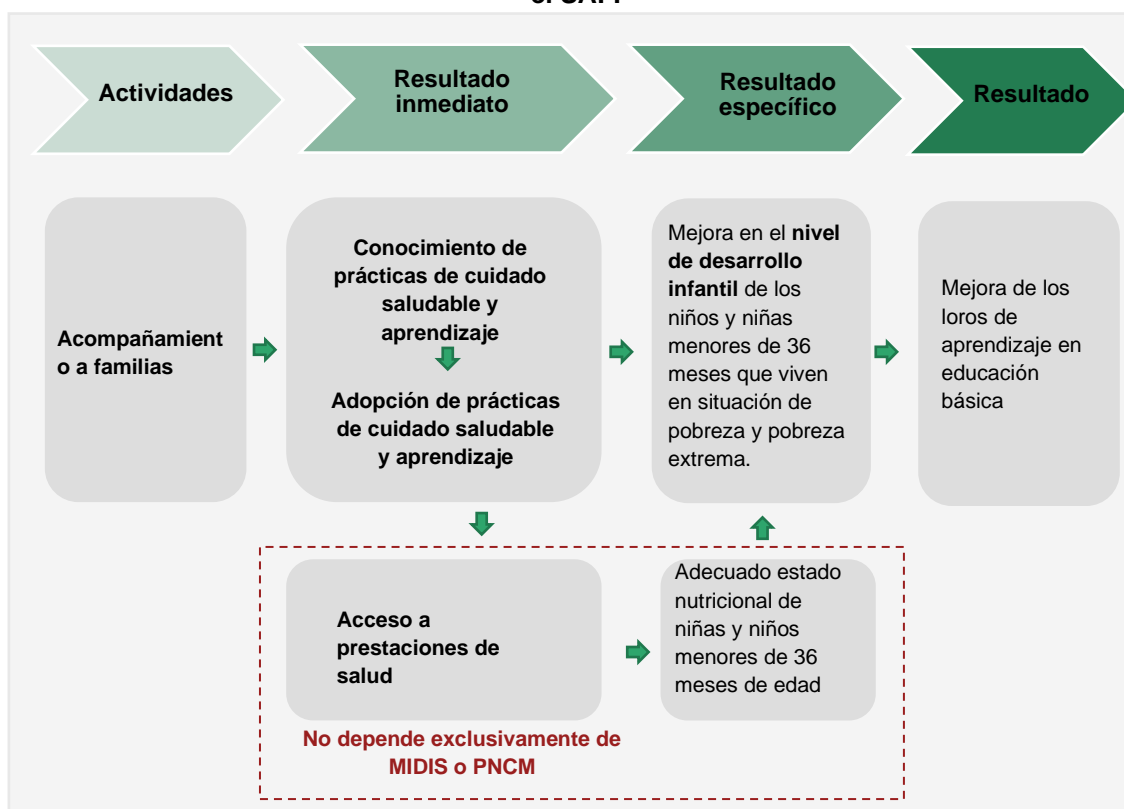 Actividades
Resultado
inmediato
Resultado
específico
Resultado
Acompañamient
o a familias
Conocimiento de
prácticas de cuidado
saludable y
aprendizaje
Adopción de prácticas
de cuidado saludable
y aprendizaje
Mejora en el nivel
de desarrollo
infantil de los
niños y niñas
menores de 36
meses que viven
en situación de
pobreza y pobreza
extrema.
Mejora de los
loros de
aprendizaje en
educación
básica
Acceso a
prestaciones de
salud
Adecuado estado
nutricional de
niñas y niños
menores de 36
meses de edad
No depende exclusivamente de
MIDIS o PNCM